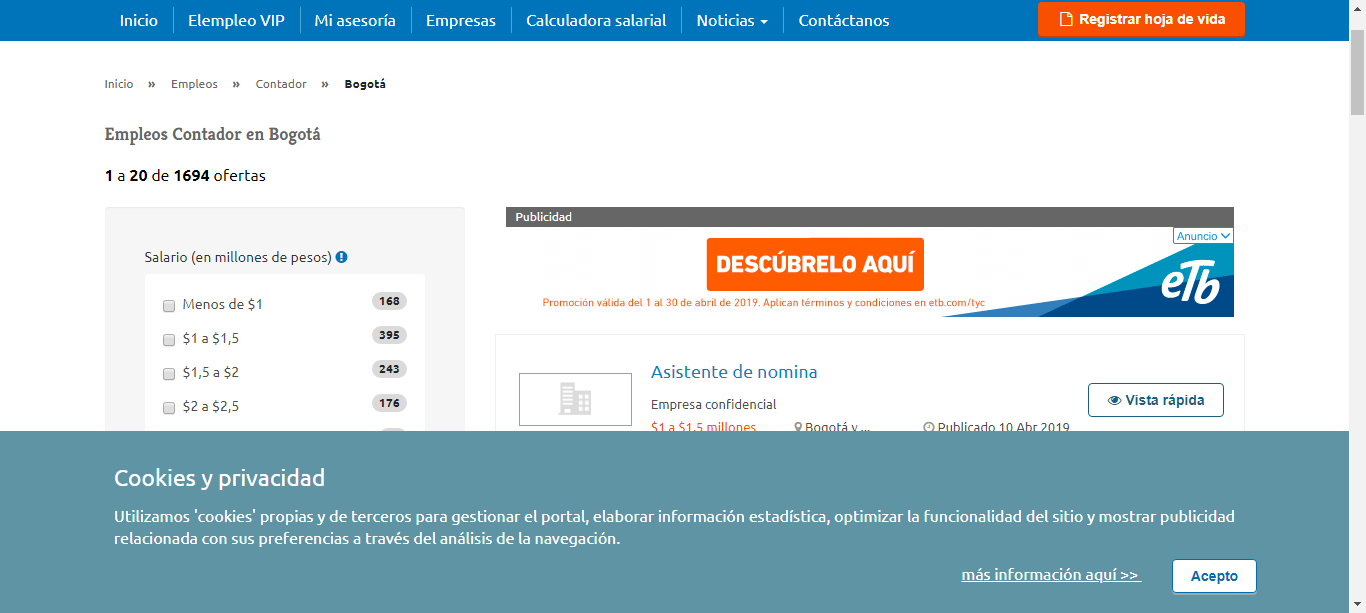 Inicio Elempleo VIP Mi asesoría Empresas Calculadora salarial Noticias Contáctanos Registrar hoja de vida
Inicio » Empleos » Contador » Bogotá
Empleos Contador en Bogotá
1 a 20 de 1694 ofertas
Salario (en millones de pesos)
Menos de $1 168
$1 a $1,5 395
$1,5 a $2 243
$2 a $2,5 176
Publicidad
Anuncio
DESCÚBRELO AQUÍ
Promoción válida del 1 al 30 de abril de 2019. Aplican términos y condiciones en etb.com/tyc
eTb
Asistente de nomina
Empresa confidencial
Vista rápida
$1 a $1,5 millones Bogotá y ... Publicado 10 Abr 2019
Cookies y privacidad
Utilizamos 'cookies' propias y de terceros para gestionar el portal, elaborar información estadística, optimizar la funcionalidad del sitio y mostrar publicidad
relacionada con sus preferencias a través del análisis de la navegación.
más información aquí >> Acepto